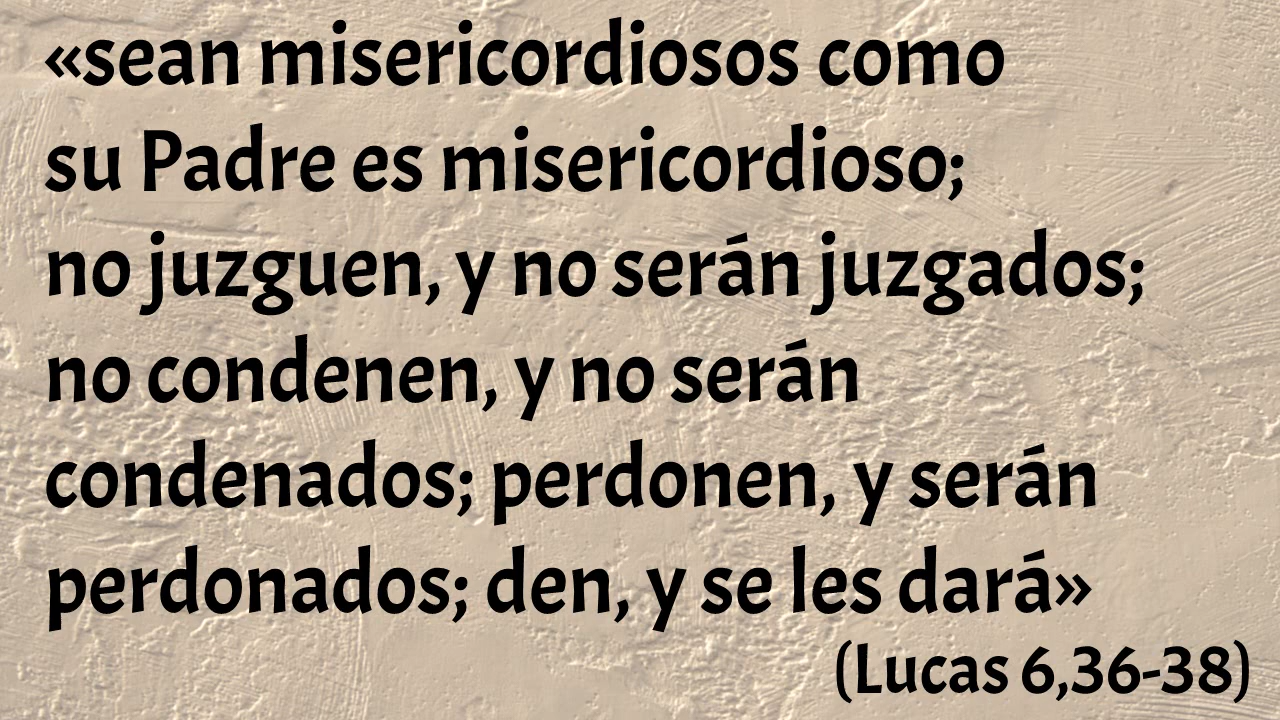 «sean misericordiosos como
su Padre es misericordioso;
no juzguen, y no serán juzgados;
no condenen, y no serán
condenados; perdonen, y serán
perdonados; den, y se les dará»
(Lucas 6,36-38)